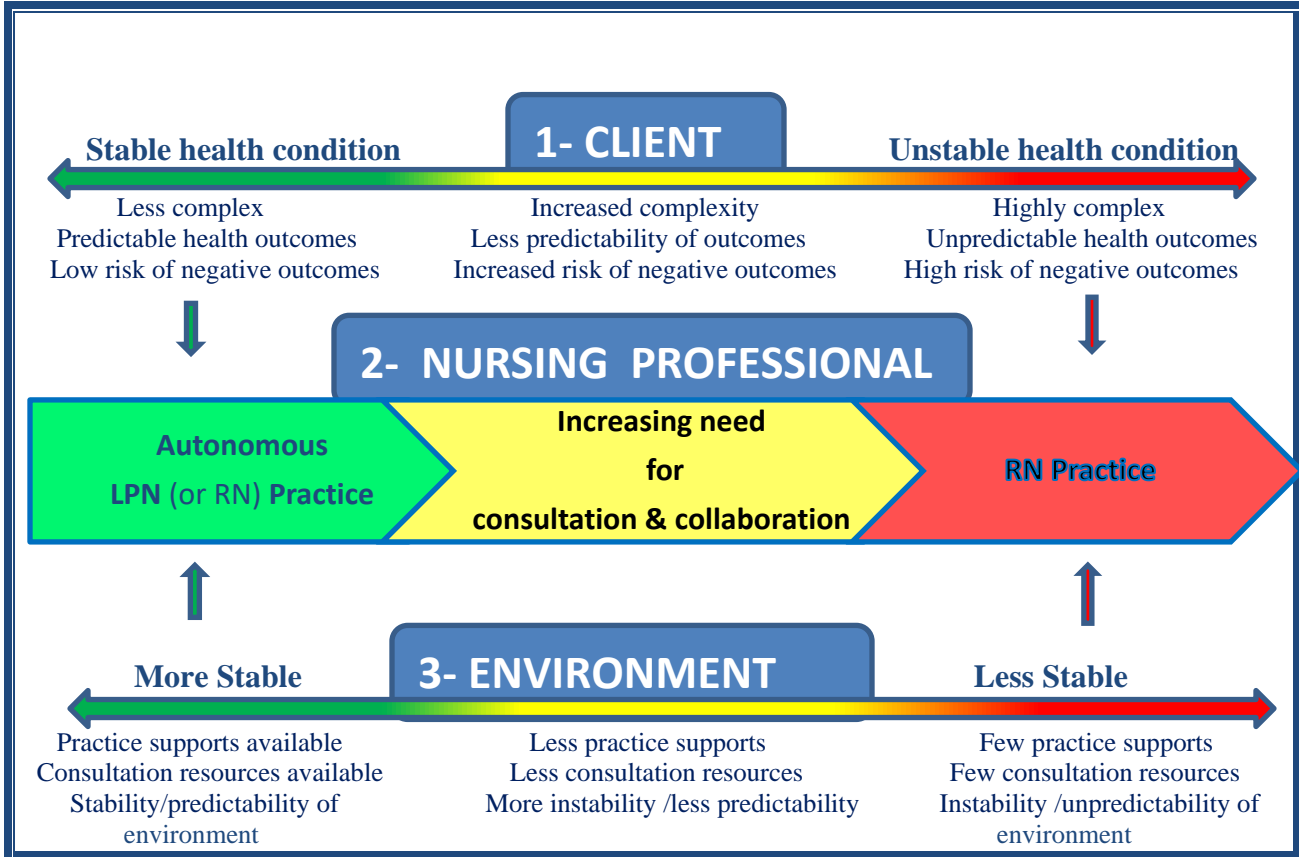 1- CLIENT
Stable health condition
Unstable health condition
Less complex
Predictable health outcomes
Low risk of negative outcomes
Increased complexity
Less predictability of outcomes
Increased risk of negative outcomes
Highly complex
Unpredictable health outcomes
High risk of negative outcomes
2- NURSING PROFESSIONAL
Autonomous
LPN (or RN) Practice
Increasing need
for
consultation & collaboration
RN Practice
3- ENVIRONMENT
More Stable
Less Stable
Practice supports available
Consultation resources available
Stability/predictability of
environment
Less practice supports
Less consultation resources
More instability /less predictability
Few practice supports
Few consultation resources
Instability /unpredictability of
environment